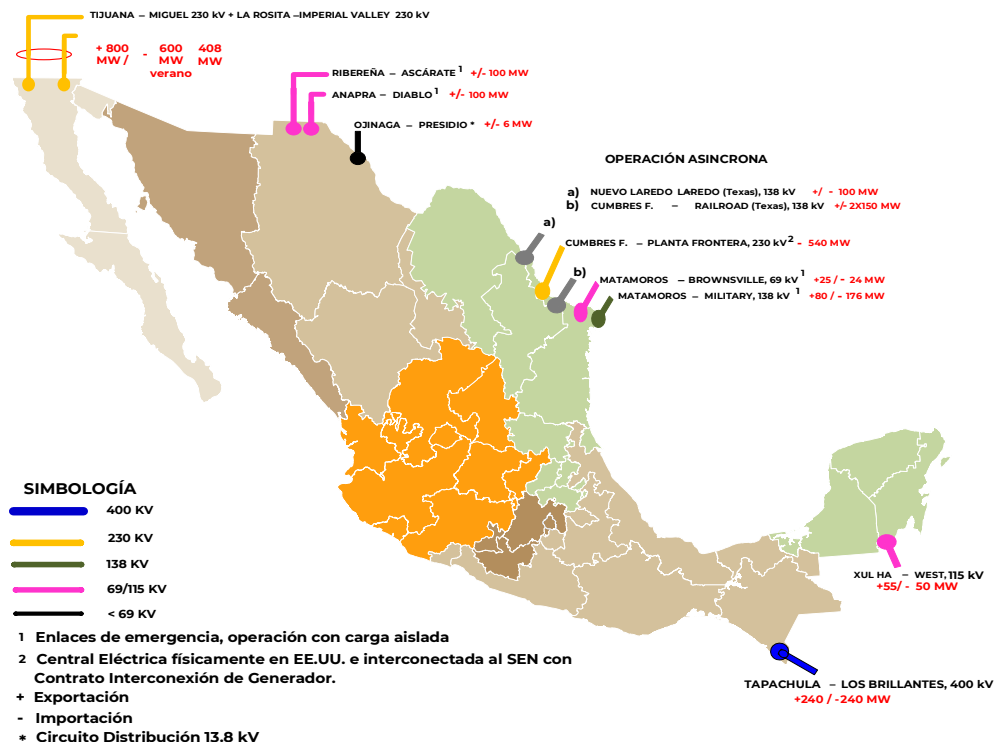 TIJUANA – MIGUEL 230 kV + LA ROSITA –IMPERIAL VALLEY 230 kV
+ 800 MW / - 600 MW verano 408 MW
RIBEREÑA – ASCÁRATE 1 +/- 100 MW
ANAPRA – DIABLO 1 +/- 100 MW
OJINAGA – PRESIDIO * +/- 6 MW
OPERACIÓN ASINCRONA
a) NUEVO LAREDO LAREDO (Texas), 138 kV +/ - 100 MW
b) CUMBRES F. – RAILROAD (Texas), 138 kV +/- 2X150 MW
a)
CUMBRES F. – PLANTA FRONTERA, 230 kV 2 - 540 MW
b)
MATAMOROS – BROWNSVILLE, 69 kV 1 +25 / - 24 MW
MATAMOROS – MILITARY, 138 kV 1 +80 / - 176 MW
SIMBOLOGÍA
400 KV
230 KV
138 KV
69/115 KV
< 69 KV
XUL HA – WEST, 115 kV
+55/- 50 MW
TAPACHULA – LOS BRILLANTES, 400 kV
+240 / -240 MW
1 Enlaces de emergencia, operación con carga aislada
2 Central Eléctrica físicamente en EE.UU. e interconectada al SEN con
Contrato Interconexión de Generador.
+ Exportación
- Importación
* Circuito Distribución 13.8 kV